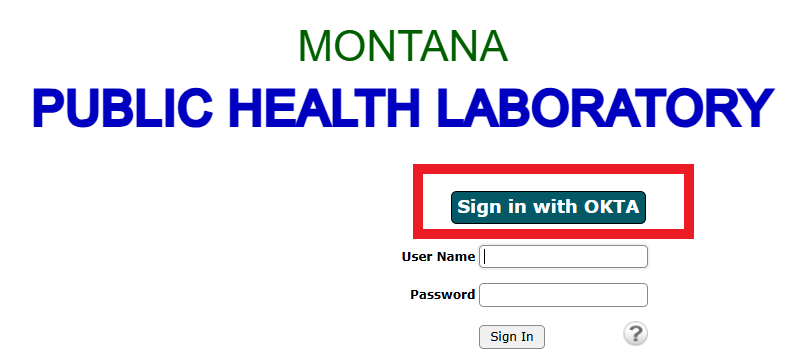 MONTANA
PUBLIC HEALTH LABORATORY
Sign in with OKTA
User Name
Password
Sign In
?